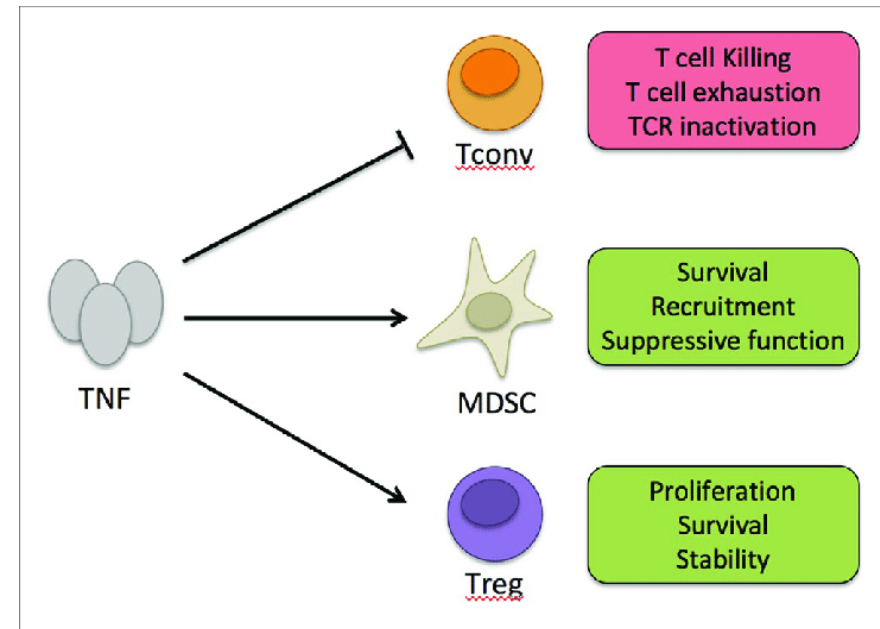 T cell Killing
T cell exhaustion
TCR inactivation
Tconv
Survival
Recruitment
Suppressive function
TNF
MDSC
Proliferation
Survival
Stability
Treg